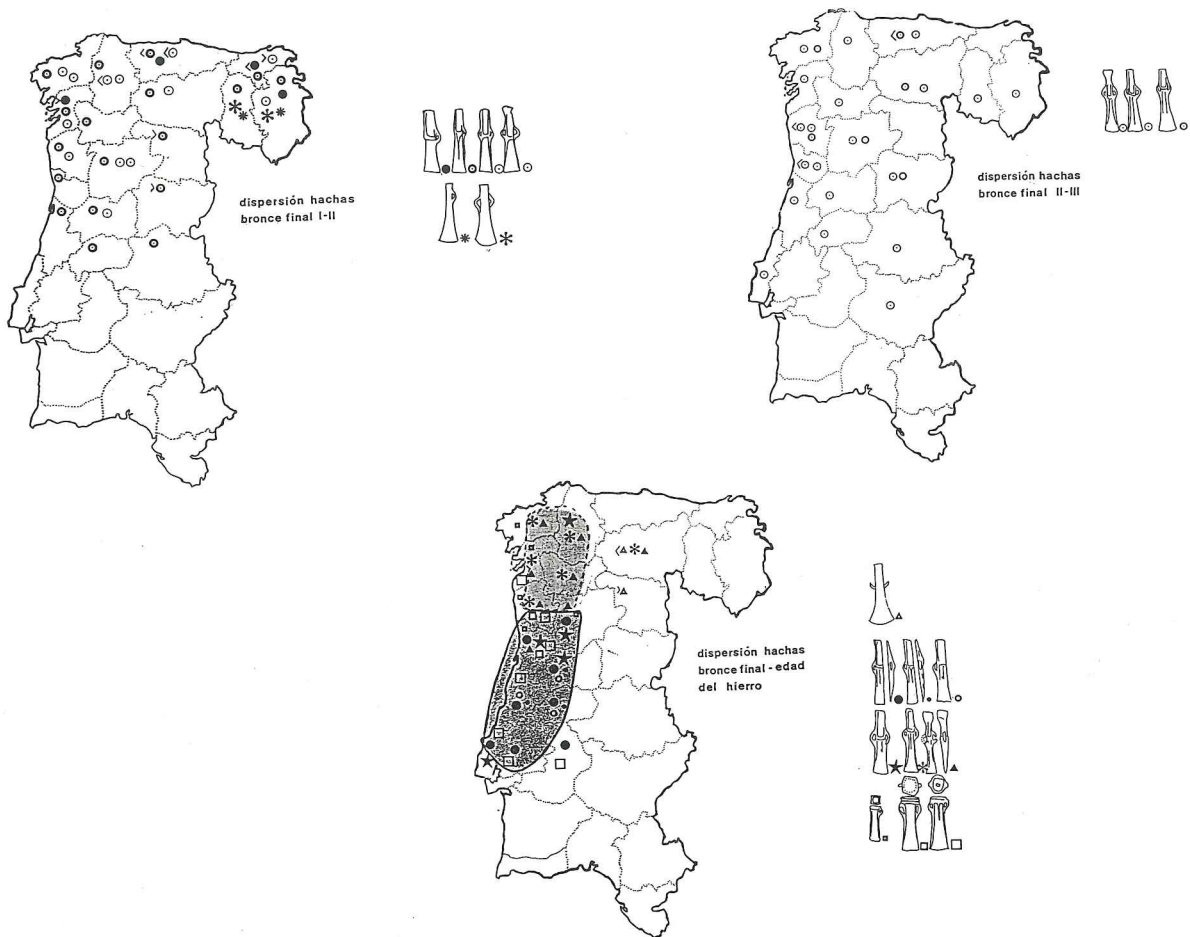 dispersión hachas
bronce final I-II
dispersión hachas
bronce final II-III
dispersión hachas
bronce final - edad
del hierro